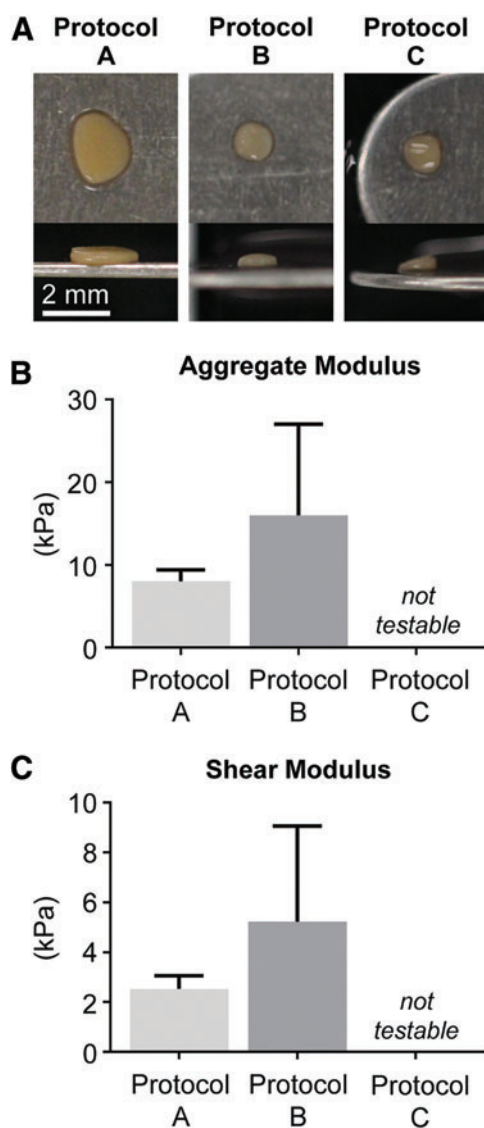 A
Protocol A
Protocol B
Protocol C
2 mm
B
Aggregate Modulus
(kPa)
30
20
10
0
not
testable
Protocol A
Protocol B
Protocol C
C
Shear Modulus
(kPa)
10
8
6
4
2
0
not
testable
Protocol A
Protocol B
Protocol C